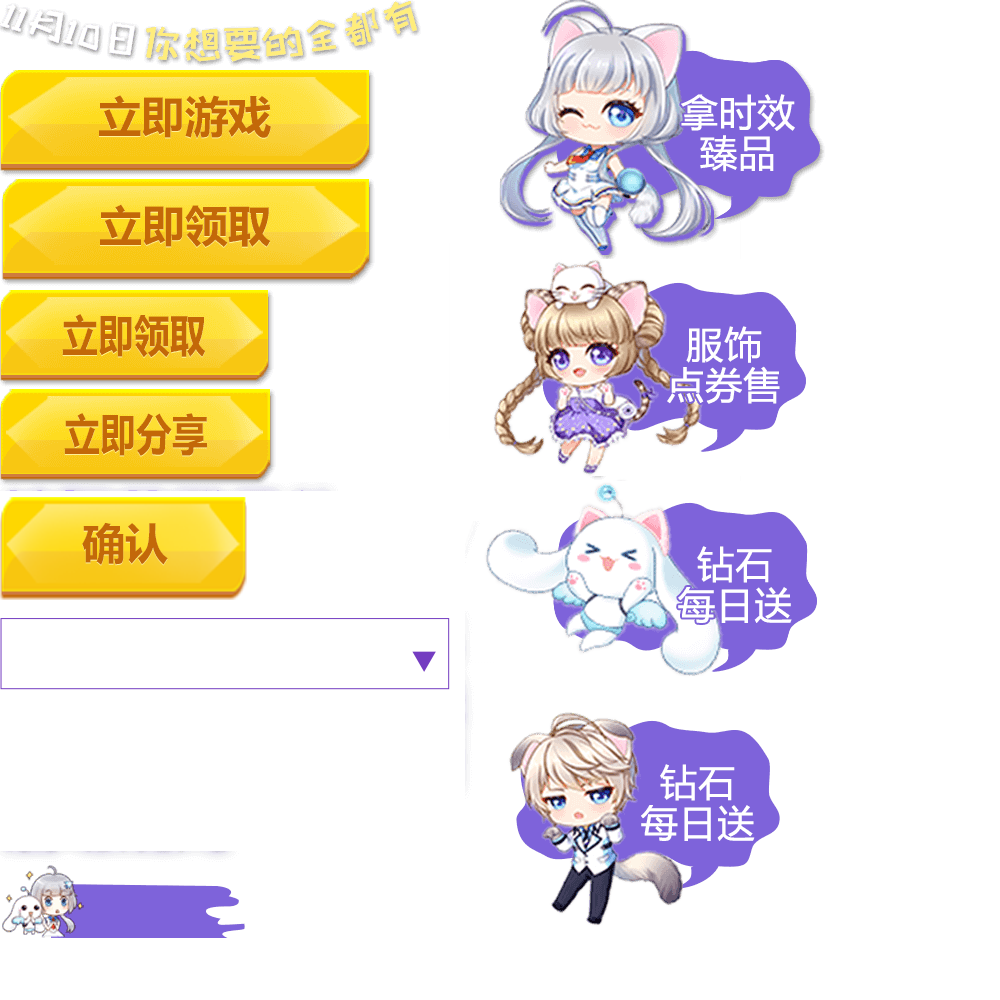 11月10日你想要的全都有
立即游戏
立即领取
立即领取
立即分享
确认
拿时效
臻品
服饰
点券售
钻石
每日送
钻石
每日送